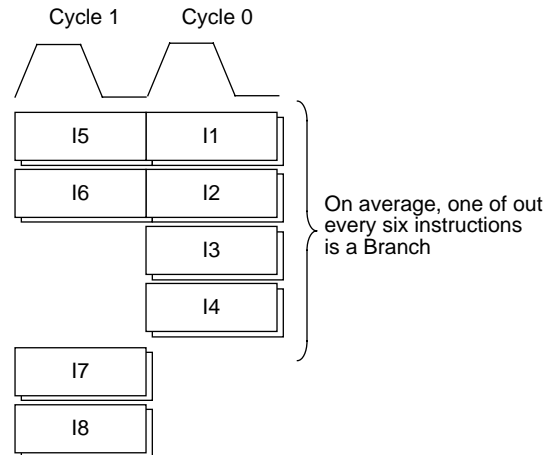 Cycle 1 Cycle 0
I5 I1
I6 I2
I3
I4
On average, one of out
every six instructions
is a Branch
I7
I8